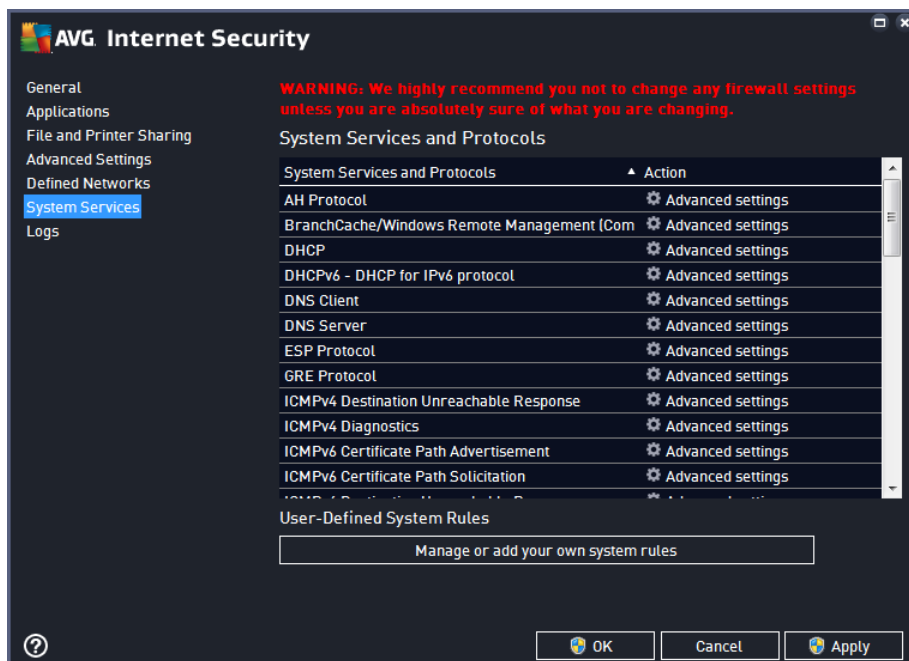 AVG Internet Security
General
Applications
File and Printer Sharing
Advanced Settings
Defined Networks
System Services
Logs
WARNING: We highly recommend you not to change any firewall settings
unless you are absolutely sure of what you are changing.
System Services and Protocols
System Services and Protocols Action
AH Protocol Advanced settings
BranchCache/Windows Remote Management (Com Advanced settings
DHCP Advanced settings
DHCPv6 - DHCP for IPv6 protocol Advanced settings
DNS Client Advanced settings
DNS Server Advanced settings
ESP Protocol Advanced settings
GRE Protocol Advanced settings
ICMPv4 Destination Unreachable Response Advanced settings
ICMPv4 Diagnostics Advanced settings
ICMPv6 Certificate Path Advertisement Advanced settings
ICMPv6 Certificate Path Solicitation Advanced settings
User-Defined System Rules
Manage or add your own system rules
OK Cancel Apply